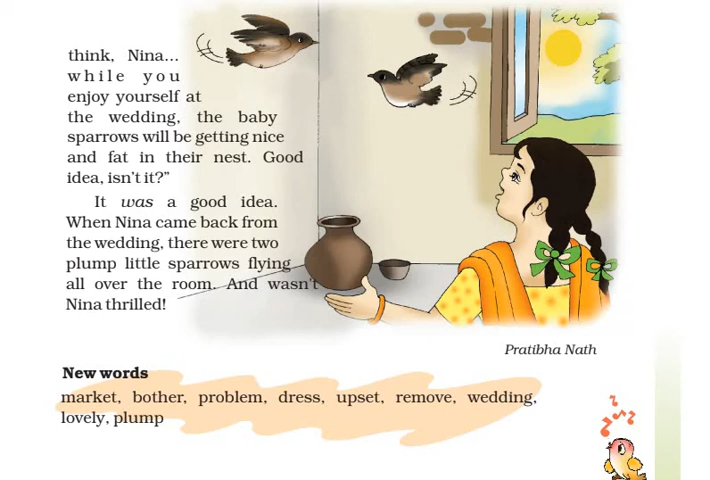 think, Nina...
while you
enjoy yourself at
the wedding, the baby
sparrows will be getting nice
and fat in their nest. Good
idea, isn't it?"
It was a good idea.
When Nina came back from
the wedding, there were two
plump little sparrows flying
all over the room. And wasn't
Nina thrilled!
Pratibha Nath
New words
market, bother, problem, dress, upset, remove, wedding,
lovely, plump